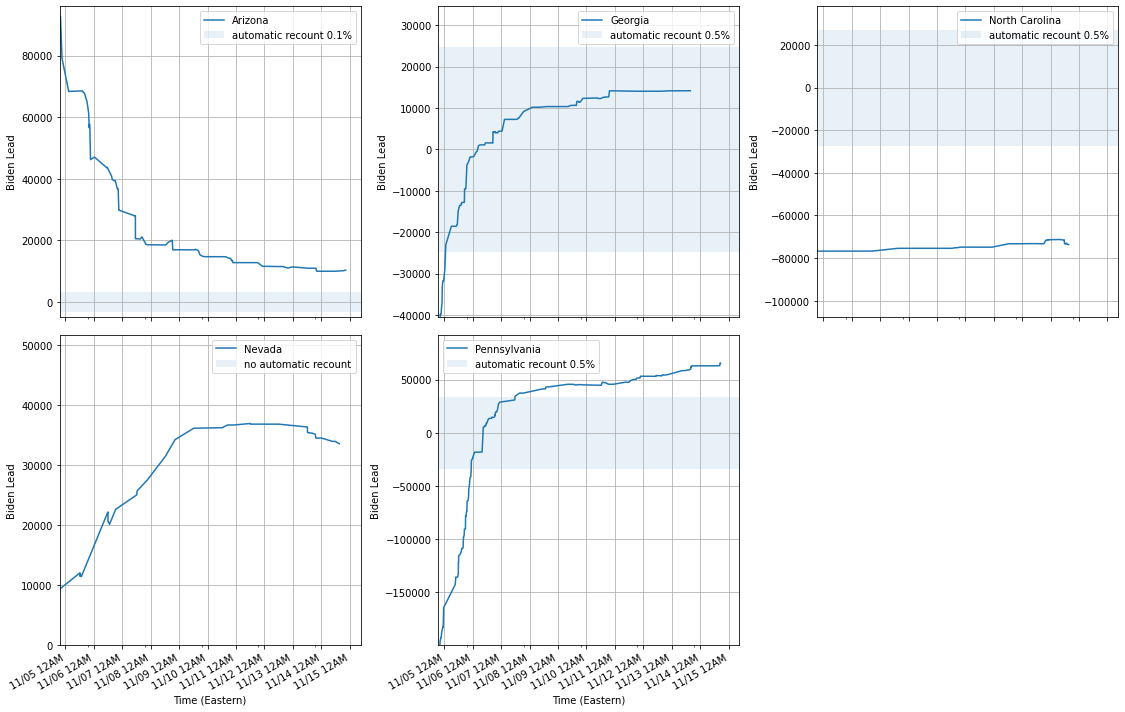 Arizona
automatic recount 0.1%
80000
60000
40000
20000
0
Biden Lead
Georgia
automatic recount 0.5%
30000
20000
10000
0
−10000
−20000
−30000
−40000
Biden Lead
North Carolina
automatic recount 0.5%
20000
0
−20000
−40000
−60000
−80000
−100000
Biden Lead
Nevada
no automatic recount
50000
40000
30000
20000
10000
0
Biden Lead
11/05 12AM
11/06 12AM
11/07 12AM
11/08 12AM
11/09 12AM
11/10 12AM
11/11 12AM
11/12 12AM
11/13 12AM
11/14 12AM
11/15 12AM
Time (Eastern)
Pennsylvania
automatic recount 0.5%
50000
0
−50000
−100000
−150000
Biden Lead
11/05 12AM
11/06 12AM
11/07 12AM
11/08 12AM
11/09 12AM
11/10 12AM
11/11 12AM
11/12 12AM
11/13 12AM
11/14 12AM
11/15 12AM
Time (Eastern)